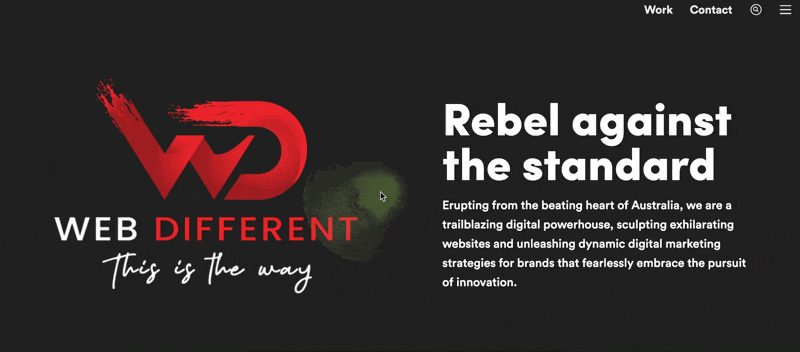 Work Contact
WD
WEB DIFFERENT
This is the way
Rebel against
the standard
Erupting from the beating heart of Australia, we are a
trailblazing digital powerhouse, sculpting exhilarating
websites and unleashing dynamic digital marketing
strategies for brands that fearlessly embrace the pursuit
of innovation.